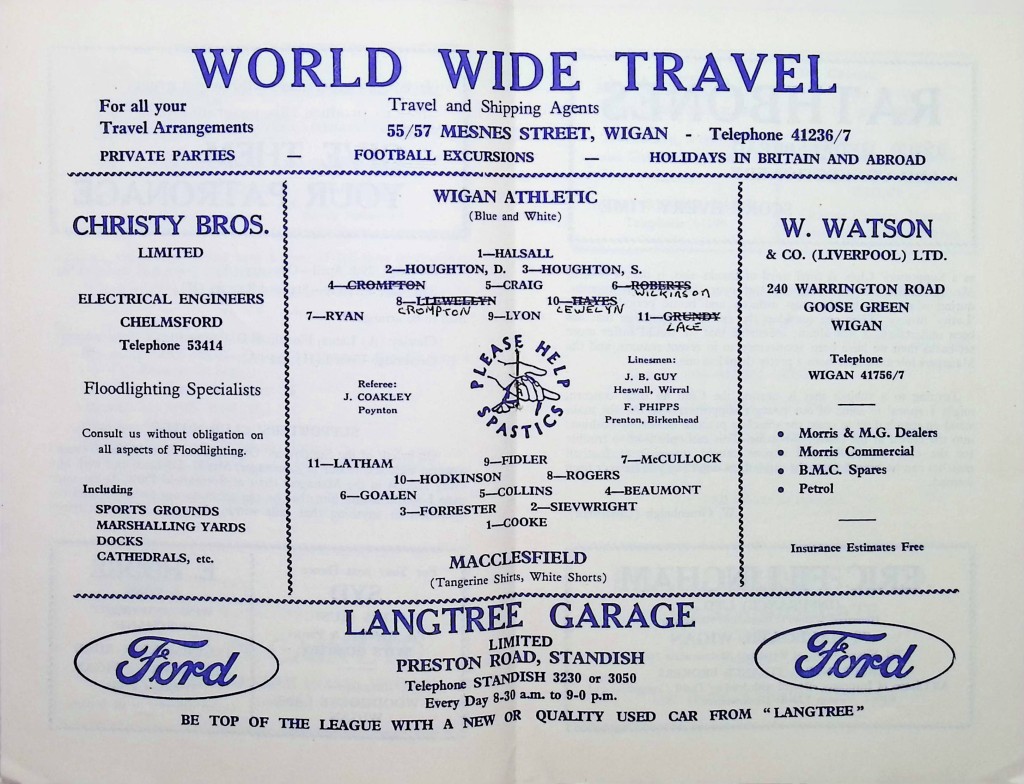 WORLD WIDE TRAVEL
For all your
Travel Arrangements
Travel and Shipping Agents
55/57 MESNES STREET, WIGAN - Telephone 41236/7
PRIVATE PARTIES — FOOTBALL EXCURSIONS — HOLIDAYS IN BRITAIN AND ABROAD
CHRISTY BROS.
LIMITED
ELECTRICAL ENGINEERS
CHELMSFORD
Telephone 53414
Floodlighting Specialists
Consult us without obligation on
all aspects of Floodlighting.
Including
SPORTS GROUNDS
MARSHALLING YARDS
DOCKS
CATHEDRALS, etc.
WIGAN ATHLETIC
(Blue and White)
1—HALSALL
2—HOUGHTON, D. 3—HOUGHTON, S.
4—CROMPTON 5—CRAIG 6—ROBERTS
WILKINSON
8—LLEWELLYN 10—HAYES
CROMPTON LEWELYN
7—RYAN 9—LYON 11—GRUNDY
LACE
PLEASE HELP
SPASTICS
Referee:
J. COAKLEY
Poynton
Linesmen:
J. B. GUY
Heswall, Wirral
F. PHIPPS
Prenton, Birkenhead
11—LATHAM 9—FIDLER 7—McCULLOCK
10—HODKINSON 8—ROGERS
6—GOALEN 5—COLLINS 4—BEAUMONT
3—FORRESTER 2—SIEVWRIGHT
1—COOKE
MACCLESFIELD
(Tangerine Shirts, White Shorts)
W. WATSON
& CO. (LIVERPOOL) LTD.
240 WARRINGTON ROAD
GOOSE GREEN
WIGAN
Telephone
WIGAN 41756/7
• Morris & M.G. Dealers
• Morris Commercial
• B.M.C. Spares
• Petrol
Insurance Estimates Free
Ford
LANGTREE GARAGE
LIMITED
PRESTON ROAD, STANDISH
Telephone STANDISH 3230 or 3050
Every Day 8-30 a.m. to 9-0 p.m.
Ford
BE TOP OF THE LEAGUE WITH A NEW OR QUALITY USED CAR FROM "LANGTREE"